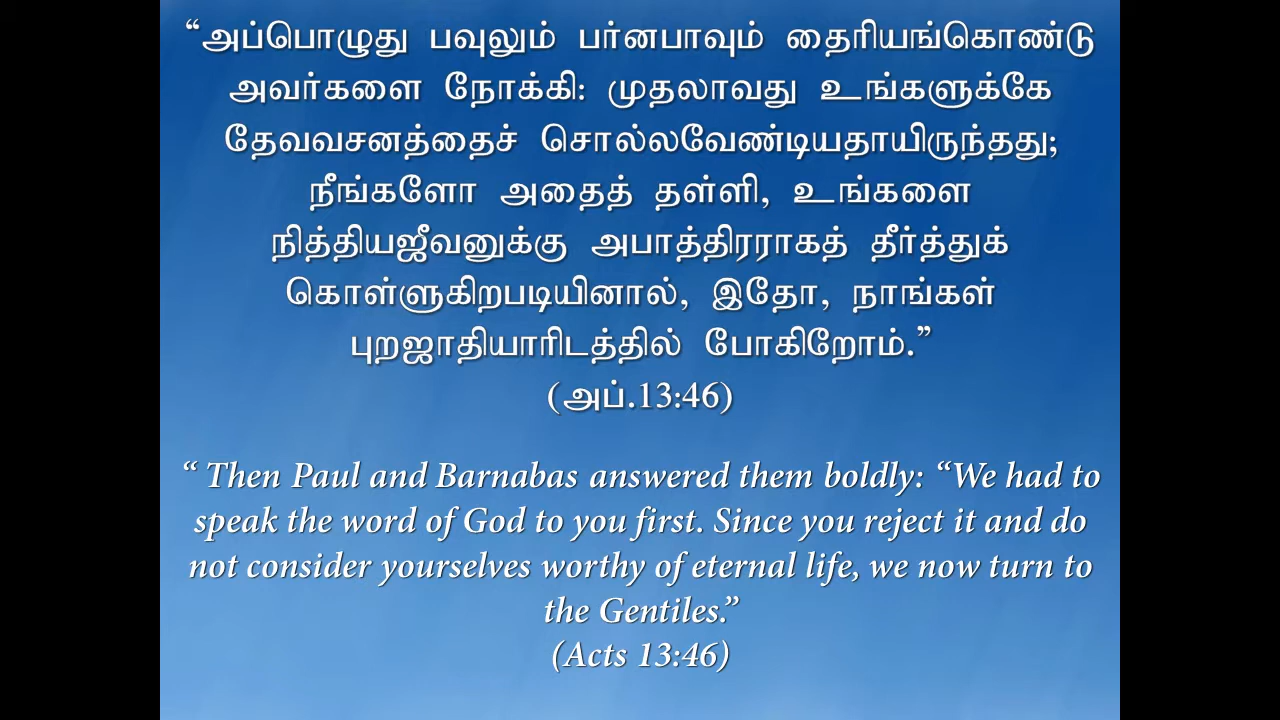 “அப்பொழுது பவுலும் பர்னபாவும் தைரியங்கொண்டு
அவர்களை நோக்கி: முதலாவது உங்களுக்கே
தேவவசனத்தைச் சொல்லவேண்டியதாயிருந்தது;
நீங்களோ அதைத் தள்ளி, உங்களை
நித்தியஜீவனுக்கு அபாத்திரராகத் தீர்த்துக்
கொள்ளுகிறபடியினால், இதோ, நாங்கள்
புறஜாதியாரிடத்தில் போகிறோம்.”
(அப்.13:46)
“ Then Paul and Barnabas answered them boldly: “We had to
speak the word of God to you first. Since you reject it and do
not consider yourselves worthy of eternal life, we now turn to
the Gentiles.”
(Acts 13:46)